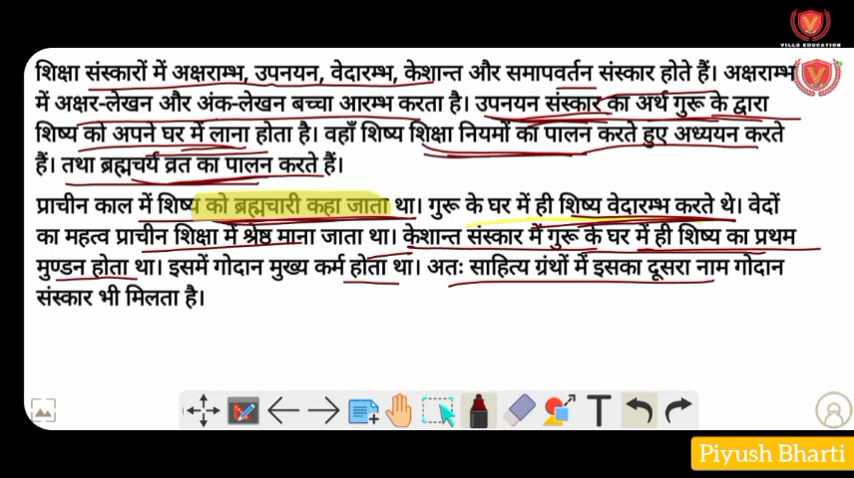 VILLO EDUCATION
शिक्षा संस्कारों में अक्षराम्भ, उपनयन, वेदारम्भ, केशान्त और समापवर्तन संस्कार होते हैं। अक्षराम्भ
में अक्षर-लेखन और अंक-लेखन बच्चा आरम्भ करता है। उपनयन संस्कार का अर्थ गुरू के द्वारा
शिष्य को अपने घर में लाना होता है। वहाँ शिष्य शिक्षा नियमों का पालन करते हुए अध्ययन करते
हैं। तथा ब्रह्मचर्य व्रत का पालन करते हैं।
प्राचीन काल में शिष्य को ब्रह्मचारी कहा जाता था। गुरू के घर में ही शिष्य वेदारम्भ करते थे। वेदों
का महत्व प्राचीन शिक्षा में श्रेष्ठ माना जाता था। केशान्त संस्कार में गुरू के घर में ही शिष्य का प्रथम
मुण्डन होता था। इसमें गोदान मुख्य कर्म होता था। अतः साहित्य ग्रंथों में इसका दूसरा नाम गोदान
संस्कार भी मिलता है।
Piyush Bharti